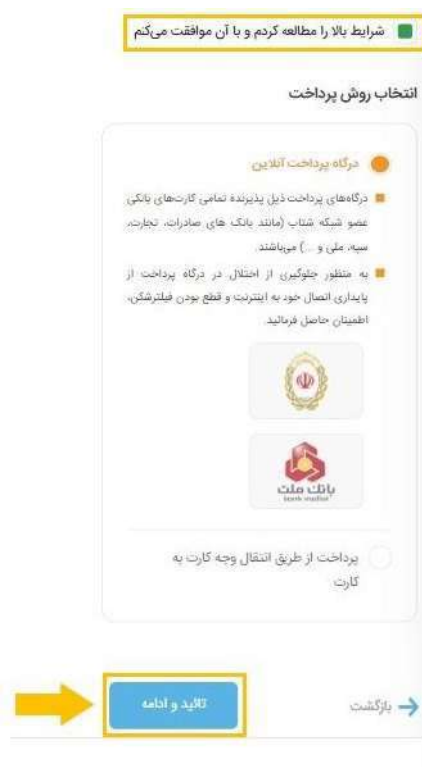 شرایط بالا را مطالعه کردم و با آن موافقت می‌کنم
انتخاب روش پرداخت
درگاه پرداخت آنلاین
درگاه‌های پرداخت ذیل پذیرنده تمامی کارت‌های بانکی
عضو شبکه شتاب (مانند بانک های صادرات، تجارت،
سپه، ملی و ...) می‌باشند.
به منظور جلوگیری از اختلال در درگاه پرداخت از
پایداری اتصال خود به اینترنت و قطع بودن فیلترشکن،
اطمینان حاصل فرمائید.
بانک ملت
bank mellat
پرداخت از طریق انتقال وجه کارت به
کارت
تائید و ادامه
بازگشت